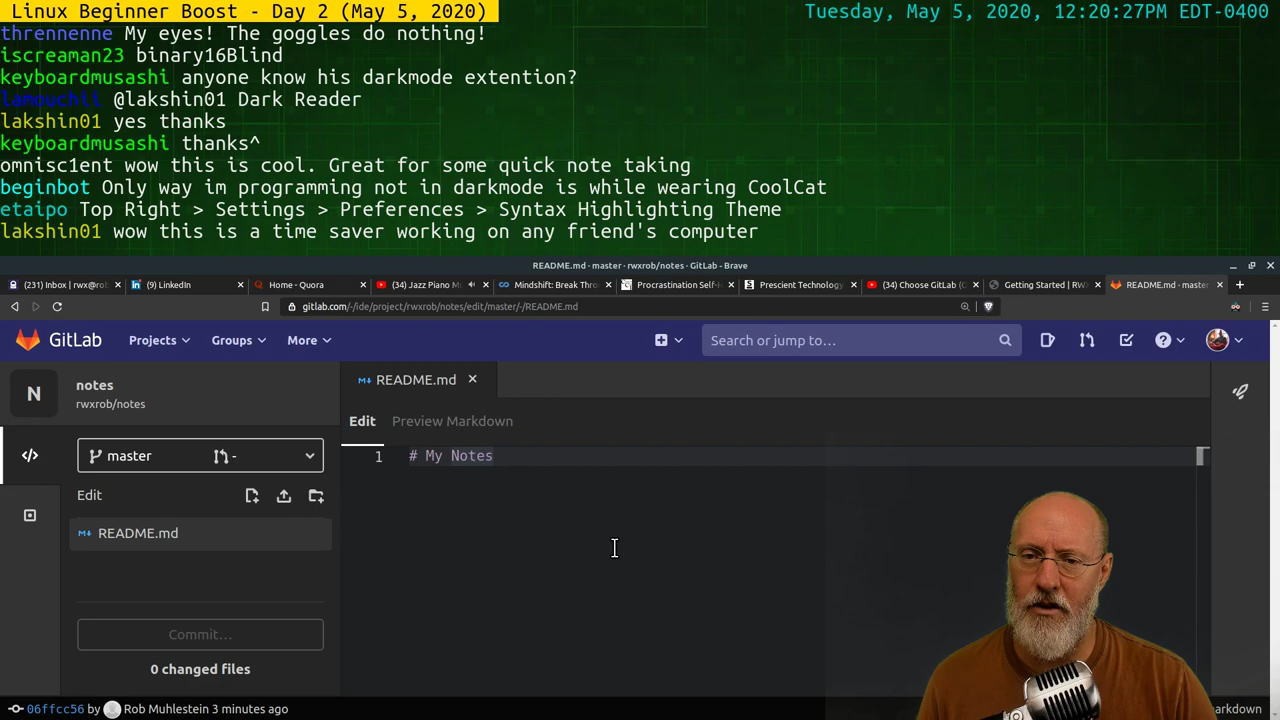 Linux Beginner Boost - Day 2 (May 5, 2020)
Tuesday, May 5, 2020, 12:20:27PM EDT-0400
thrennenne My eyes! The goggles do nothing!
iscreaman23 binary16Blind
keyboardmusashi anyone know his darkmode extention?
lamouchii @lakshin01 Dark Reader
lakshin01 yes thanks
keyboardmusashi thanks^
omnisc1ent wow this is cool. Great for some quick note taking
beginbot Only way im programming not in darkmode is while wearing CoolCat
etaipo Top Right > Settings > Preferences > Syntax Highlighting Theme
lakshin01 wow this is a time saver working on any friend's computer
README.md · master · rwxrob/notes · GitLab - Brave
(231) Inbox | rwx@rob
(9) LinkedIn
Home - Quora
(34) Jazz Piano M
Mindshift: Break Thro
Procrastination Self-H
Prescient Technology
(34) Choose GitLab (C
Getting Started | RW
README.md · master
gitlab.com/-/ide/project/rwxrob/notes/edit/master/-/README.md
GitLab
Projects
Groups
More
Search or jump to…
N
notes
rwxrob/notes
README.md
Edit
Preview Markdown
master
-
1 # My Notes
Edit
README.md
Commit…
0 changed files
06ffcc56 by Rob Muhlestein 3 minutes ago
arkdown